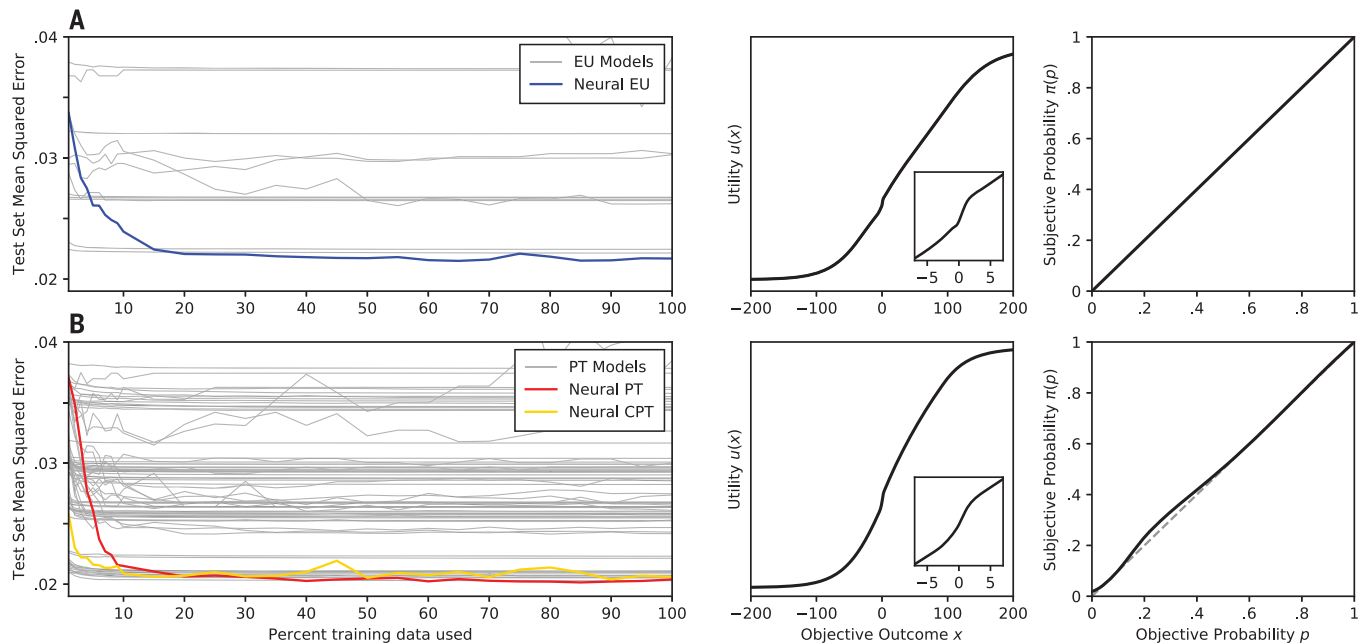 A
Test Set Mean Squared Error
.04
.03
.02
EU Models
Neural EU
10 20 30 40 50 60 70 80 90 100
Utility u(x)
−5 0 5
−200 −100 0 100 200
Subjective Probability π(p)
1
.8
.6
.4
.2
0
0 .2 .4 .6 .8 1
B
Test Set Mean Squared Error
.04
.03
.02
PT Models
Neural PT
Neural CPT
10 20 30 40 50 60 70 80 90 100
Percent training data used
Utility u(x)
−5 0 5
−200 −100 0 100 200
Objective Outcome x
Subjective Probability π(p)
1
.8
.6
.4
.2
0
0 .2 .4 .6 .8 1
Objective Probability p